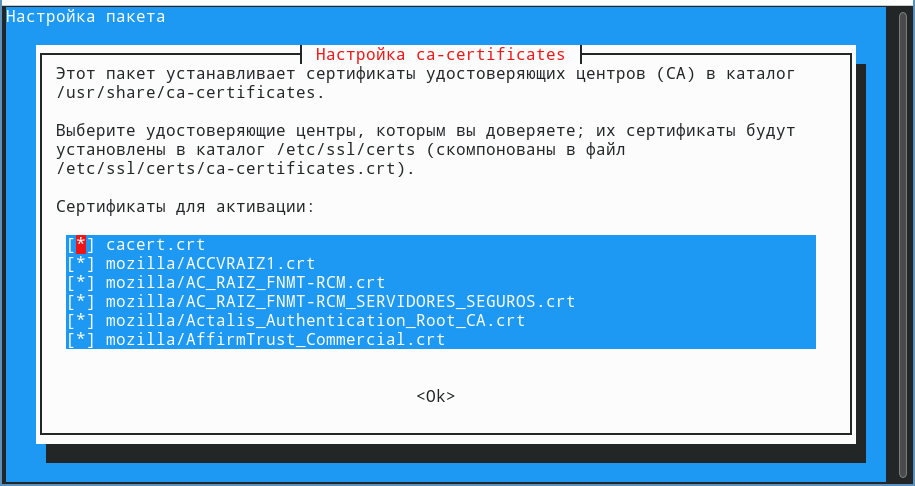 Настройка пакета
Настройка ca-certificates
Этот пакет устанавливает сертификаты удостоверяющих центров (CA) в каталог
/usr/share/ca-certificates.
Выберите удостоверяющие центры, которым вы доверяете; их сертификаты будут
установлены в каталог /etc/ssl/certs (скомпонованы в файл
/etc/ssl/certs/ca-certificates.crt).
Сертификаты для активации:
[*] cacert.crt
[*] mozilla/ACCVRAIZ1.crt
[*] mozilla/AC_RAIZ_FNMT-RCM.crt
[*] mozilla/AC_RAIZ_FNMT-RCM_SERVIDORES_SEGUROS.crt
[*] mozilla/Actalis_Authentication_Root_CA.crt
[*] mozilla/AffirmTrust_Commercial.crt
<Ok>